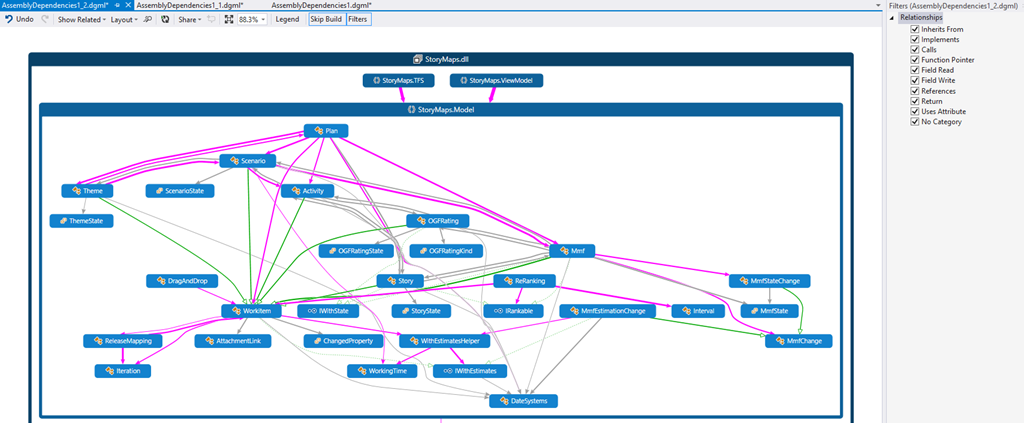 AssemblyDependencies1_2.dgml*
AssemblyDependencies1_1.dgml*
AssemblyDependencies1.dgml*
Undo
Show Related
Layout
Share
88.3%
Legend
Skip Build
Filters
Filters (AssemblyDependencies1_2.dgml)
Relationships
Inherits From
Implements
Calls
Function Pointer
Field Read
Field Write
References
Return
Uses Attribute
No Category
StoryMaps.dll
StoryMaps.TFS
StoryMaps.ViewModel
StoryMaps.Model
Plan
Scenario
Theme
ScenarioState
Activity
ThemeState
OGFRating
OGFRatingState
OGFRatingKind
Mmf
DragAndDrop
Story
ReRanking
MmfStateChange
WorkItem
IWithState
StoryState
IRankable
MmfEstimationChange
Interval
MmfState
ReleaseMapping
AttachmentLink
ChangedProperty
WithEstimatesHelper
MmfChange
Iteration
WorkingTime
IWithEstimates
DateSystems